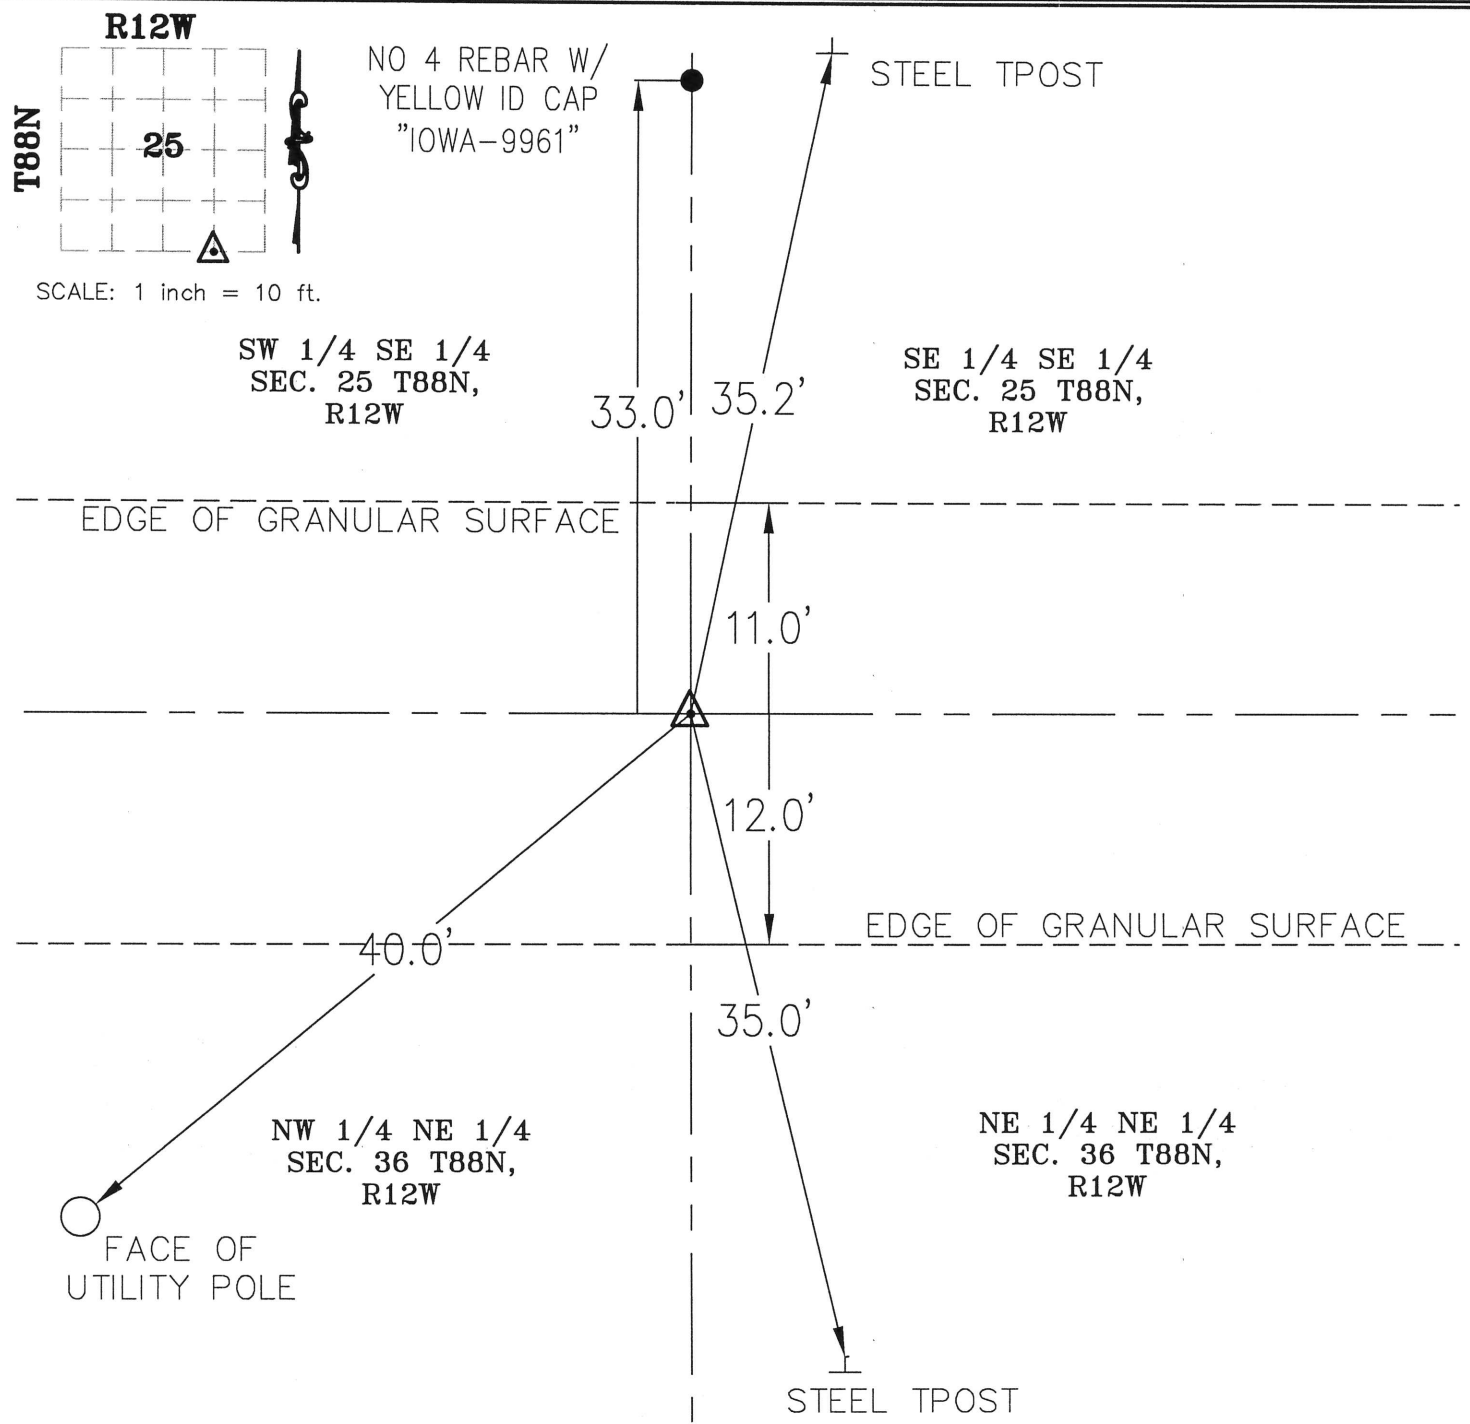 R12W
T88N
25
SCALE: 1 inch = 10 ft.
NO 4 REBAR W/
YELLOW ID CAP
"IOWA-9961"
STEEL TPOST
SW 1/4 SE 1/4
SEC. 25 T88N,
R12W
33.0'
35.2'
SE 1/4 SE 1/4
SEC. 25 T88N,
R12W
EDGE OF GRANULAR SURFACE
11.0'
12.0'
EDGE OF GRANULAR SURFACE
40.0'
35.0'
NW 1/4 NE 1/4
SEC. 36 T88N,
R12W
NE 1/4 NE 1/4
SEC. 36 T88N,
R12W
FACE OF
UTILITY POLE
STEEL TPOST